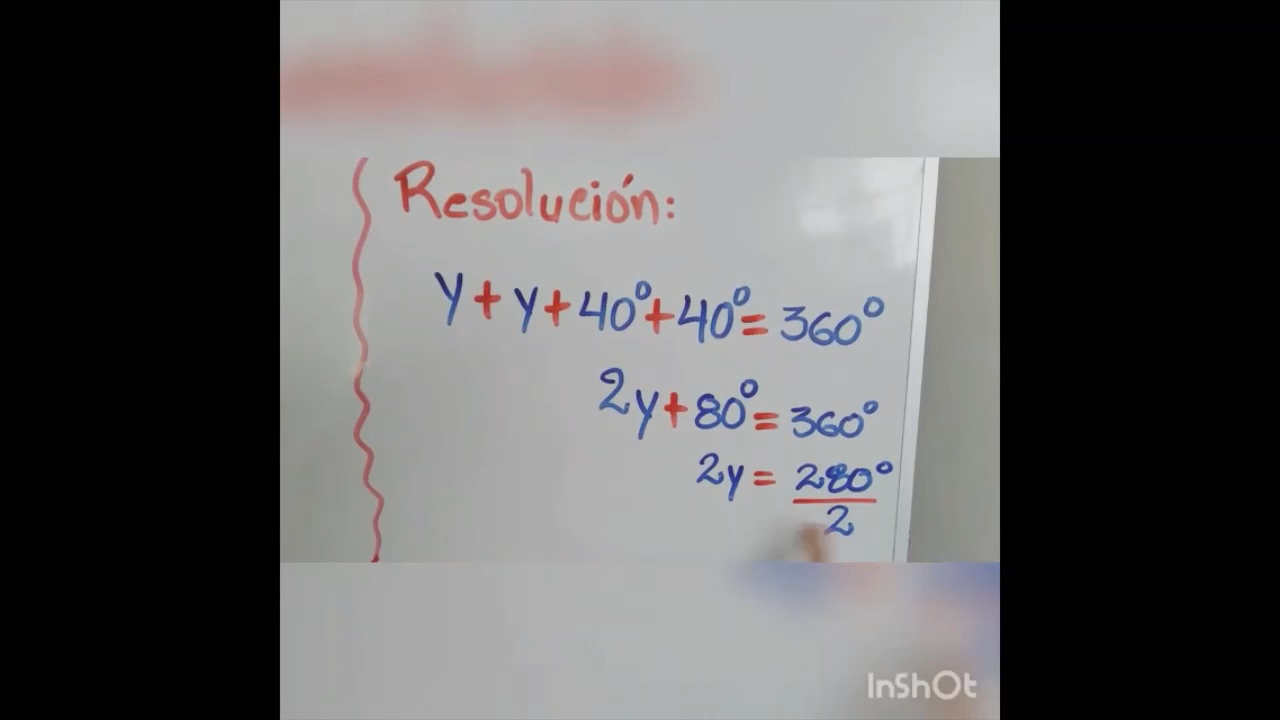 Resolución:
y + y + 40° + 40° = 360°
2y + 80° = 360°
2y = 280°
2
InShOt